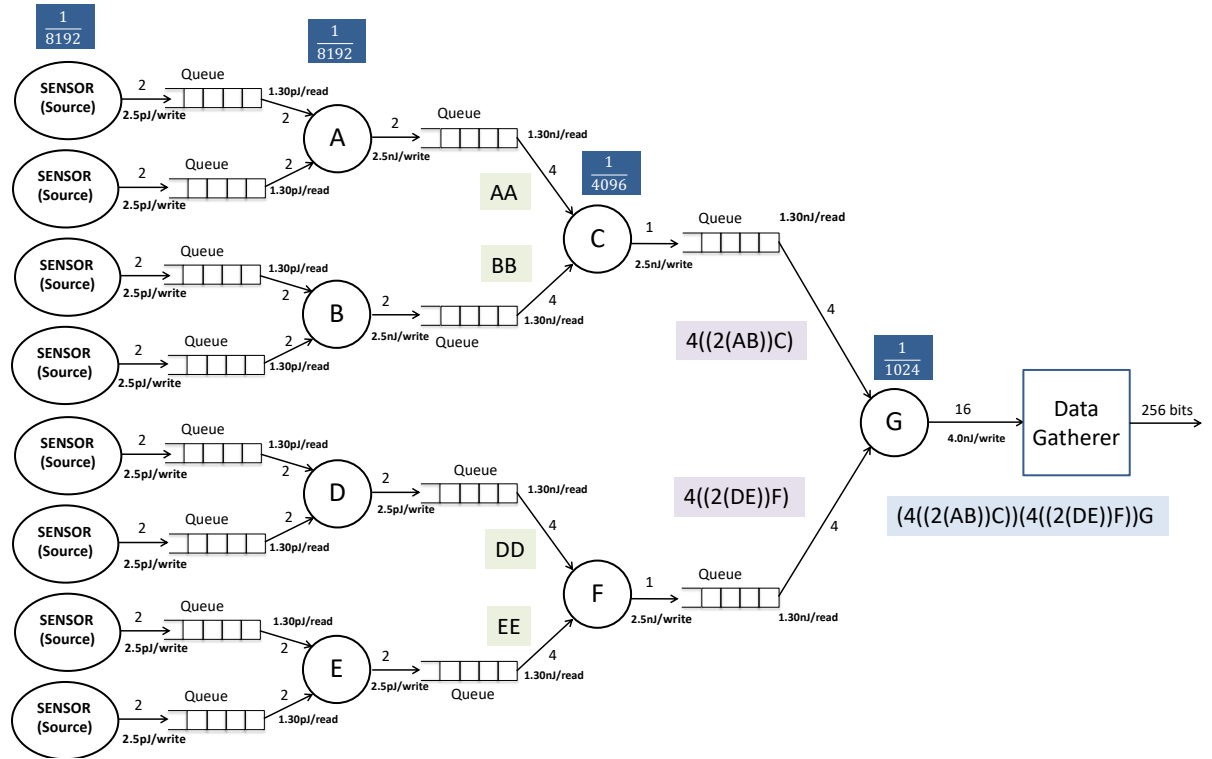 1
8192
1
8192
SENSOR
(Source)
2
2.5pJ/write
Queue
1.30pJ/read
2
SENSOR
(Source)
2
2.5pJ/write
Queue
2
1.30pJ/read
A
2
2.5nJ/write
Queue
1.30nJ/read
4
AA
SENSOR
(Source)
2
2.5pJ/write
Queue
1.30pJ/read
2
SENSOR
(Source)
2
2.5pJ/write
Queue
2
1.30pJ/read
B
2
2.5nJ/write
Queue
4
1.30nJ/read
BB
1
4096
C
1
2.5nJ/write
Queue
1.30nJ/read
4
4((2(AB))C)
SENSOR
(Source)
2
2.5pJ/write
Queue
1.30pJ/read
2
SENSOR
(Source)
2
2.5pJ/write
Queue
2
1.30pJ/read
D
2
2.5pJ/write
Queue
1.30nJ/read
4
DD
SENSOR
(Source)
2
2.5pJ/write
Queue
1.30pJ/read
2
SENSOR
(Source)
2
2.5pJ/write
Queue
2
1.30pJ/read
E
2
2.5pJ/write
Queue
4
1.30nJ/read
EE
F
1
2.5nJ/write
Queue
1.30nJ/read
4
4((2(DE))F)
1
1024
G
16
4.0nJ/write
Data
Gatherer
256 bits
(4((2(AB))C))(4((2(DE))F))G